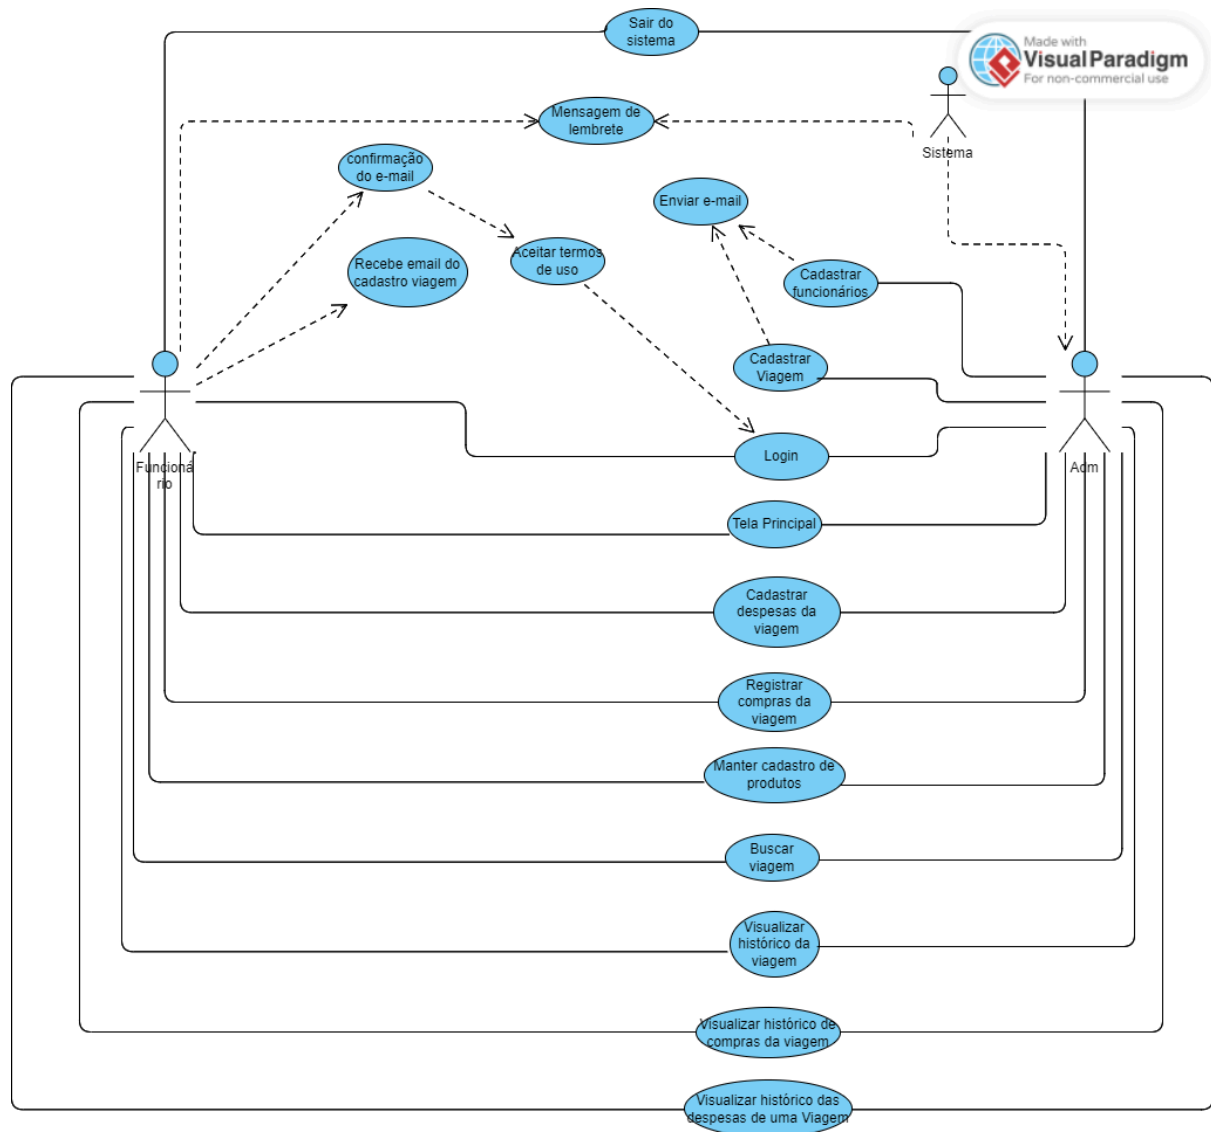 Sair do
sistema
Made with
VisualParadigm
For non-commercial use
Mensagem de
lembrete
Sistema
confirmação
do e-mail
Enviar e-mail
Recebe email do
cadastro viagem
Aceitar termos
de uso
Cadastrar
funcionários
Cadastrar
Viagem
Login
Funcioná
rio
Adm
Tela Principal
Cadastrar
despesas da
viagem
Registrar
compras da
viagem
Manter cadastro de
produtos
Buscar
viagem
Visualizar
histórico da
viagem
Visualizar histórico de
compras da viagem
Visualizar histórico das
despesas de uma Viagem